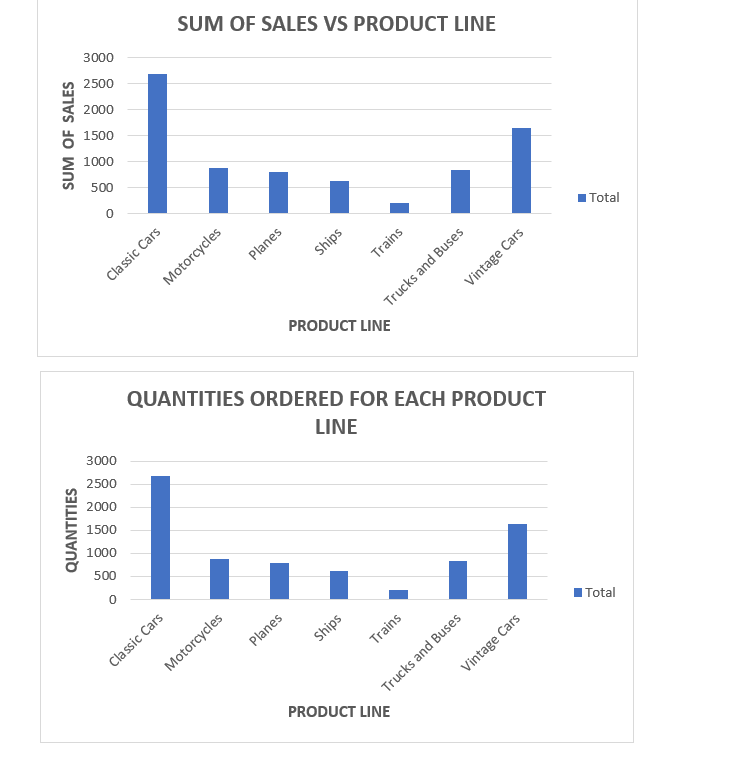 SUM OF SALES VS PRODUCT LINE
3000
2500
2000
1500
1000
500
0
SUM OF SALES
Classic Cars
Motorcycles
Planes
Ships
Trains
Trucks and Buses
Vintage Cars
Total
PRODUCT LINE
QUANTITIES ORDERED FOR EACH PRODUCT
LINE
3000
2500
2000
1500
1000
500
0
QUANTITIES
Classic Cars
Motorcycles
Planes
Ships
Trains
Trucks and Buses
Vintage Cars
Total
PRODUCT LINE